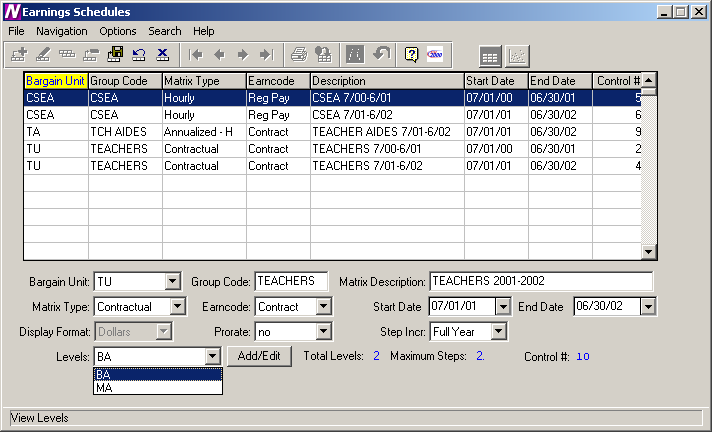 N Earnings Schedules
File Navigation Options Search Help
? 2000
Bargain Unit Group Code Matrix Type Earncode Description Start Date End Date Control #
CSEA CSEA Hourly Reg Pay CSEA 7/00-6/01 07/01/00 06/30/01 5
CSEA CSEA Hourly Reg Pay CSEA 7/01-6/02 07/01/01 06/30/02 6
TA TCH AIDES Annualized - H Contract TEACHER AIDES 7/01-6/02 07/01/01 06/30/02 9
TU TEACHERS Contractual Contract TEACHERS 7/00-6/01 07/01/00 06/30/01 2
TU TEACHERS Contractual Contract TEACHERS 7/01-6/02 07/01/01 06/30/02 4
Bargain Unit: TU Group Code: TEACHERS Matrix Description: TEACHERS 2001-2002
Matrix Type: Contractual Earncode: Contract Start Date 07/01/01 End Date 06/30/02
Display Format: Dollars Prorate: no Step Incr: Full Year
Levels: BA Add/Edit Total Levels: 2 Maximum Steps: 2. Control #: 10
BA
MA
View Levels